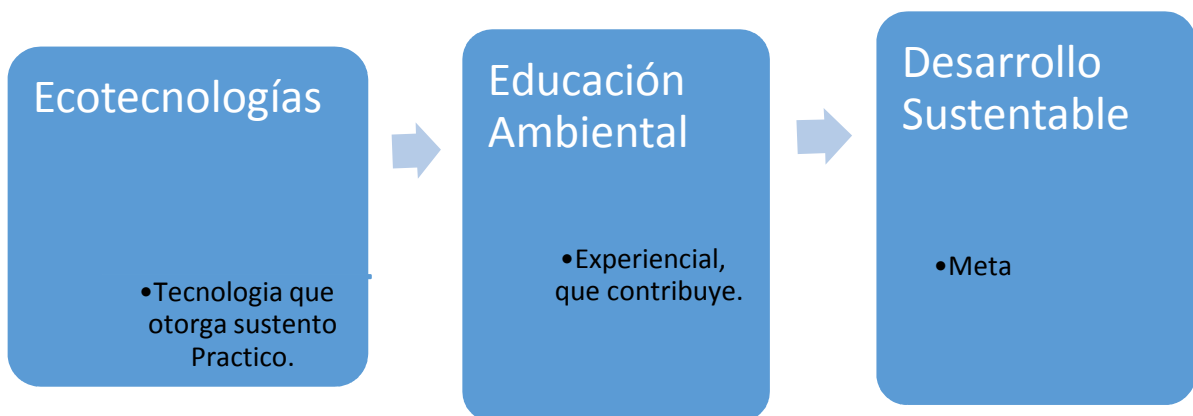 Ecotecnologías
•Tecnologia que
otorga sustento
Practico.
Educación
Ambiental
•Experiencial,
que contribuye.
Desarrollo
Sustentable
•Meta